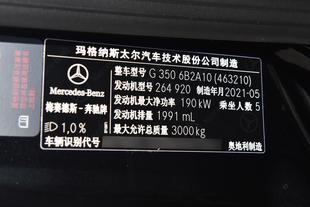 玛格纳斯太尔汽车技术股份公司制造
整车型号 G 350 6B2A10 (463210)
发动机型号 264 920 制造年月 2021-05
Mercedes-Benz
发动机最大净功率 190 kW 乘坐人数 5
梅赛德斯-奔驰牌
发动机排量 1991 mL
1,0%
最大允许总质量 3000 kg
车辆识别代号
奥地利制造